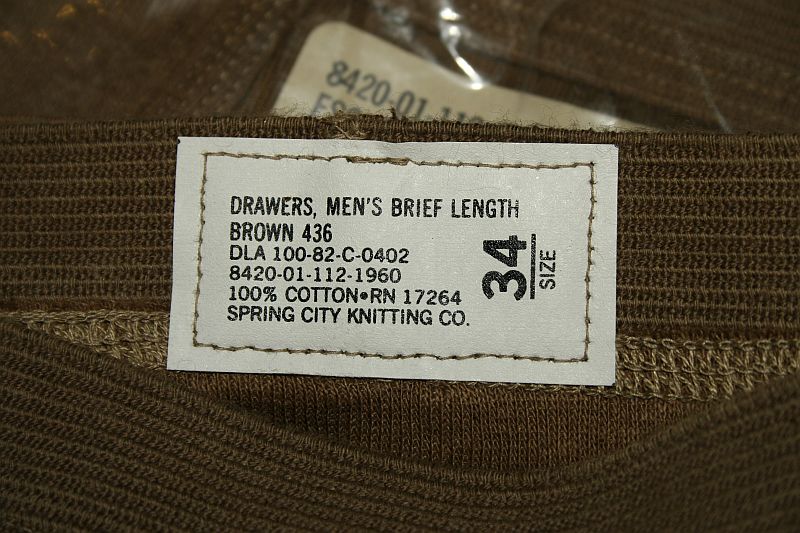 8420-01-112
DRAWERS, MEN'S BRIEF LENGTH
BROWN 436
DLA 100-82-C-0402
8420-01-112-1960
100% COTTON•RN 17264
SPRING CITY KNITTING CO.
34
SIZE